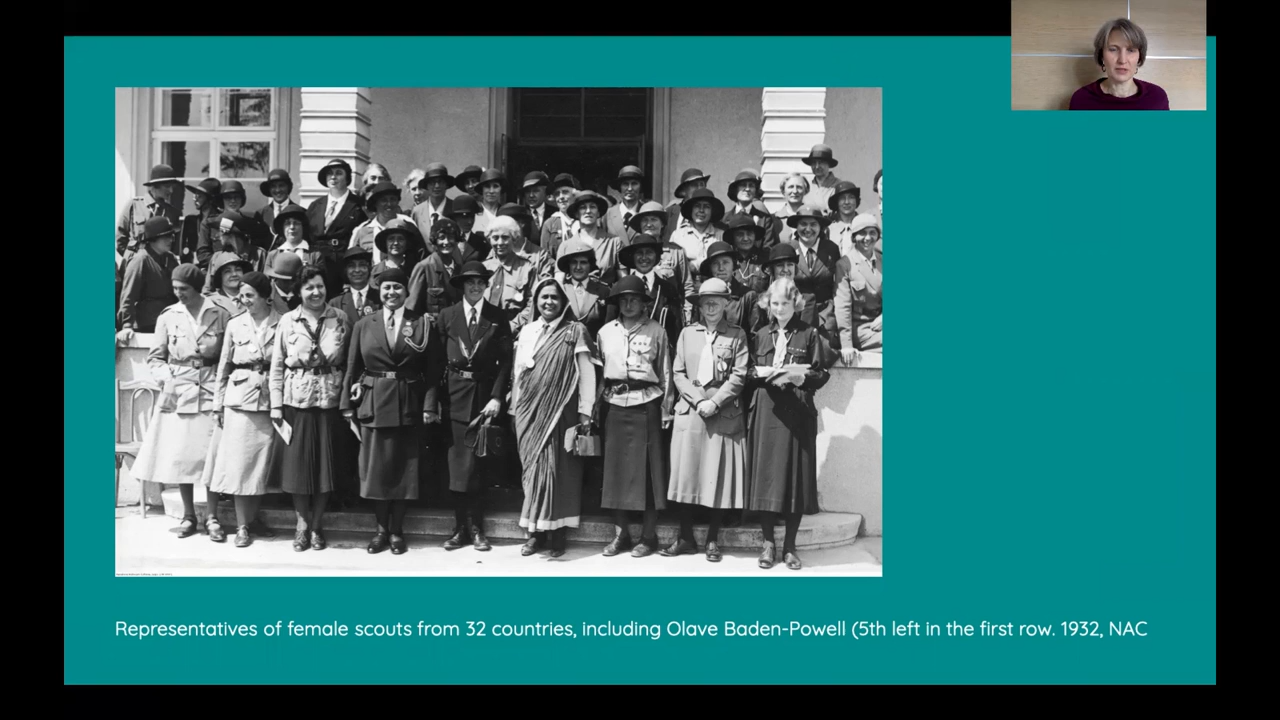 Representatives of female scouts from 32 countries, including Olave Baden-Powell (5th left in the first row. 1932, NAC